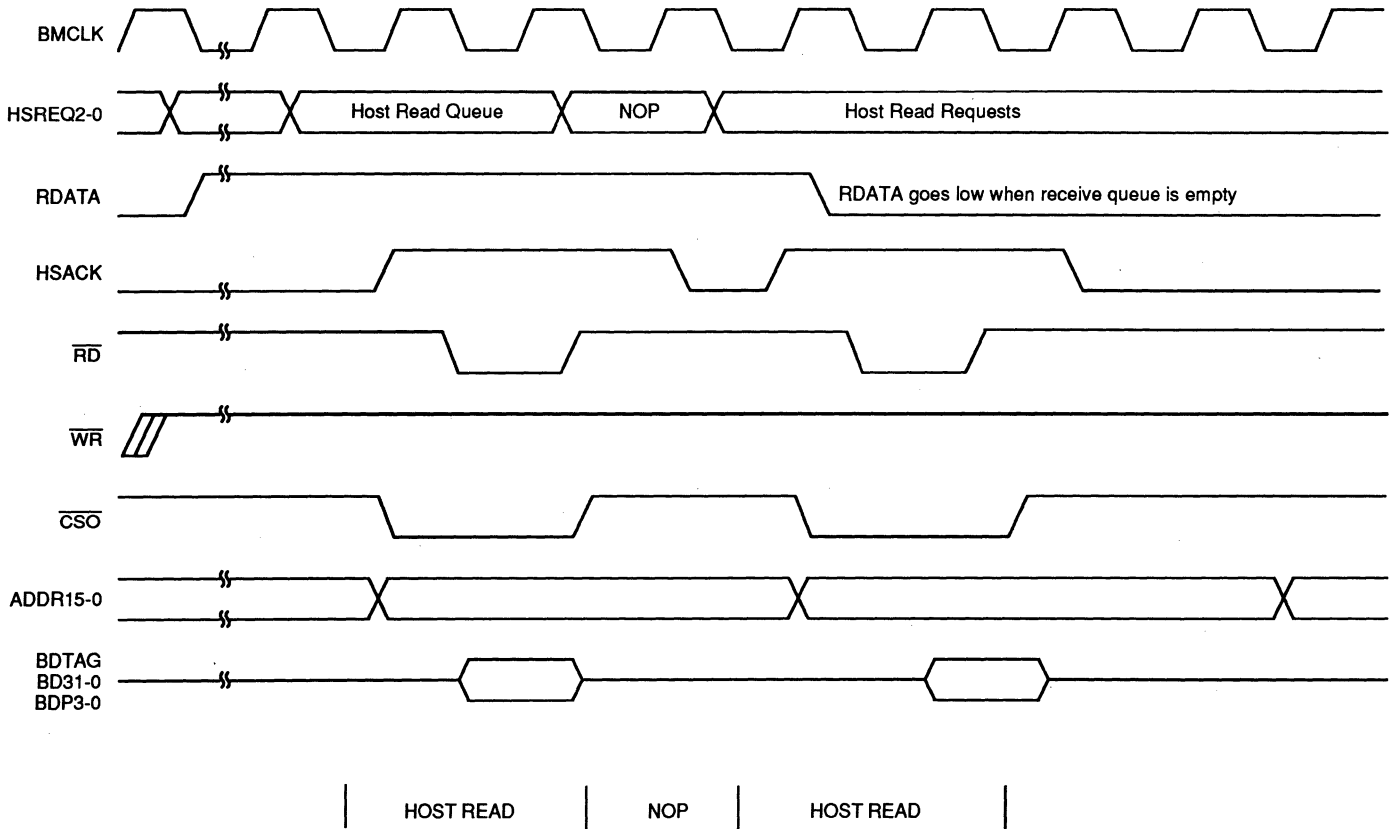 BMCLK
HSREQ2-0
Host Read Queue
NOP
Host Read Requests
RDATA
RDATA goes low when receive queue is empty
HSACK
RD
WR
CSO
ADDR15-0
BDTAG
BD31-0
BDP3-0
HOST READ
NOP
HOST READ